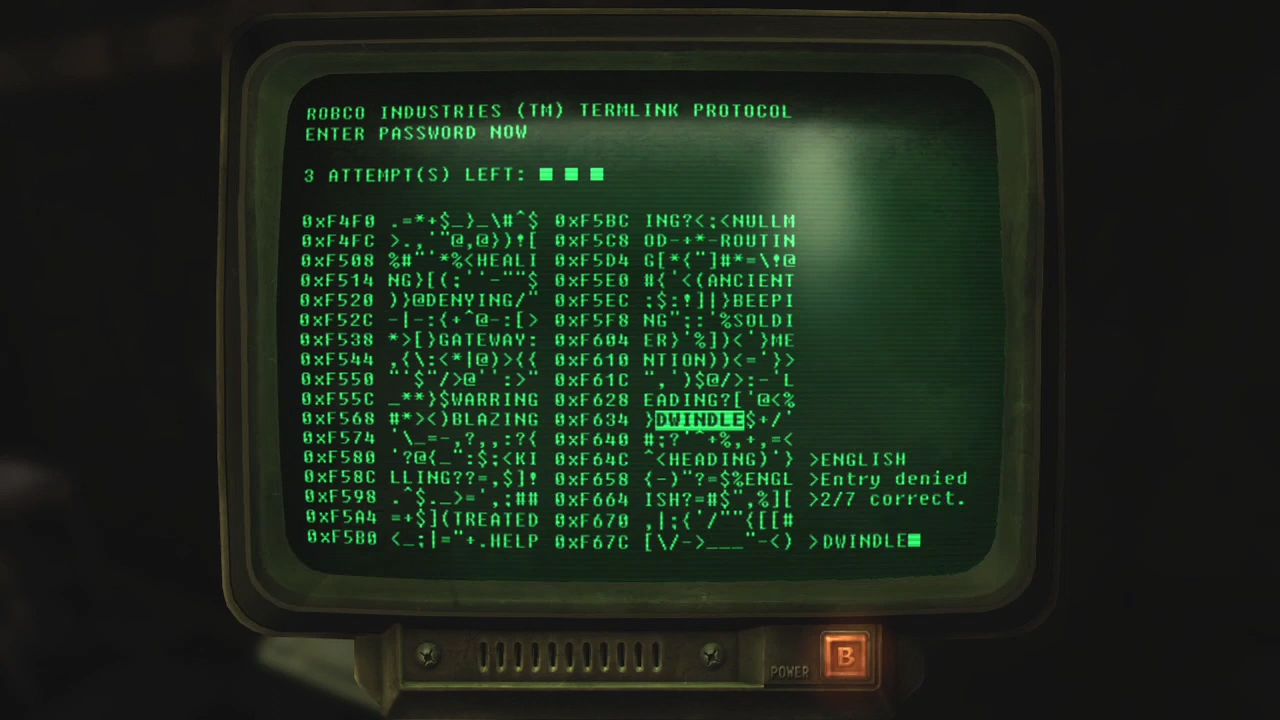 ROBCO INDUSTRIES (TM) TERMLINK PROTOCOL
ENTER PASSWORD NOW
3 ATTEMPT(S) LEFT: ■ ■ ■
0xF4F0 .=*+$_}_\#^$ 0xF5BC ING?<;<NULLM
0xF4FC >.,'"@,@})![ 0xF5C8 OD-+*-ROUTIN
0xF508 %#"'*%<HEALI 0xF5D4 G[*{"]#*=\!@
0xF514 NG}[(;''-""$ 0xF5E0 #{'<(ANCIENT
0xF520 )}@DENYING/" 0xF5EC ;$:!]|}BEEPI
0xF52C -|-:{+^@-:[> 0xF5F8 NG";:'%SOLDI
0xF538 *>[}GATEWAY: 0xF604 ER}'%])<'}ME
0xF544 ,{\:<*|@)>{{ 0xF610 NTION))<='}>
0xF550 "'$"/>@'':>" 0xF61C ",')$@/>:-'L
0xF55C _**}$WARRING 0xF628 EADING?['@<%
0xF568 #*><)BLAZING 0xF634 }DWINDLE$+/'
0xF574 '\_=-,?,,:?{ 0xF640 #;?'^+%,+,=<
0xF580 '?@{_":$;<KI 0xF64C ^<HEADING)'} >ENGLISH
0xF58C LLING??=,$]! 0xF658 {-)"?=$%ENGL >Entry denied
0xF598 .^$._>=',;## 0xF664 ISH?=#$",%][ >2/7 correct.
0xF5A4 =+$](TREATED 0xF670 ,|;{'/""{[[#
0xF5B0 <_;|="+.HELP 0xF67C [\/->___"-<) >DWINDLE■
POWER
B